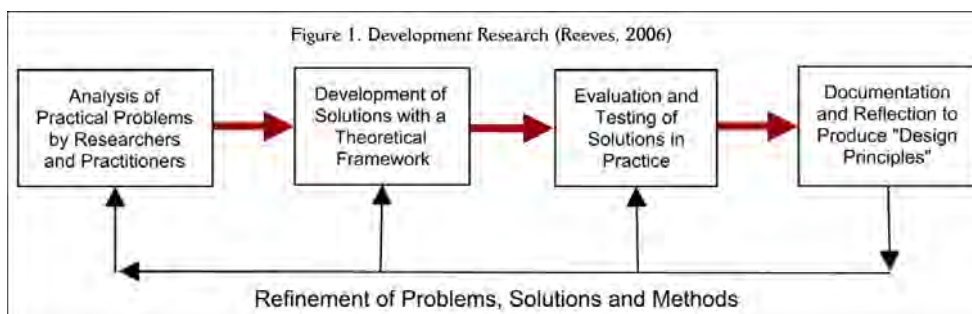 Figure 1. Development Research (Reeves, 2006)
Analysis of
Practical Problems
by Researchers
and Practitioners
Development of
Solutions with a
Theoretical
Framework
Evaluation and
Testing of
Solutions in
Practice
Documentation
and Reflection to
Produce "Design
Principles"
Refinement of Problems, Solutions and Methods